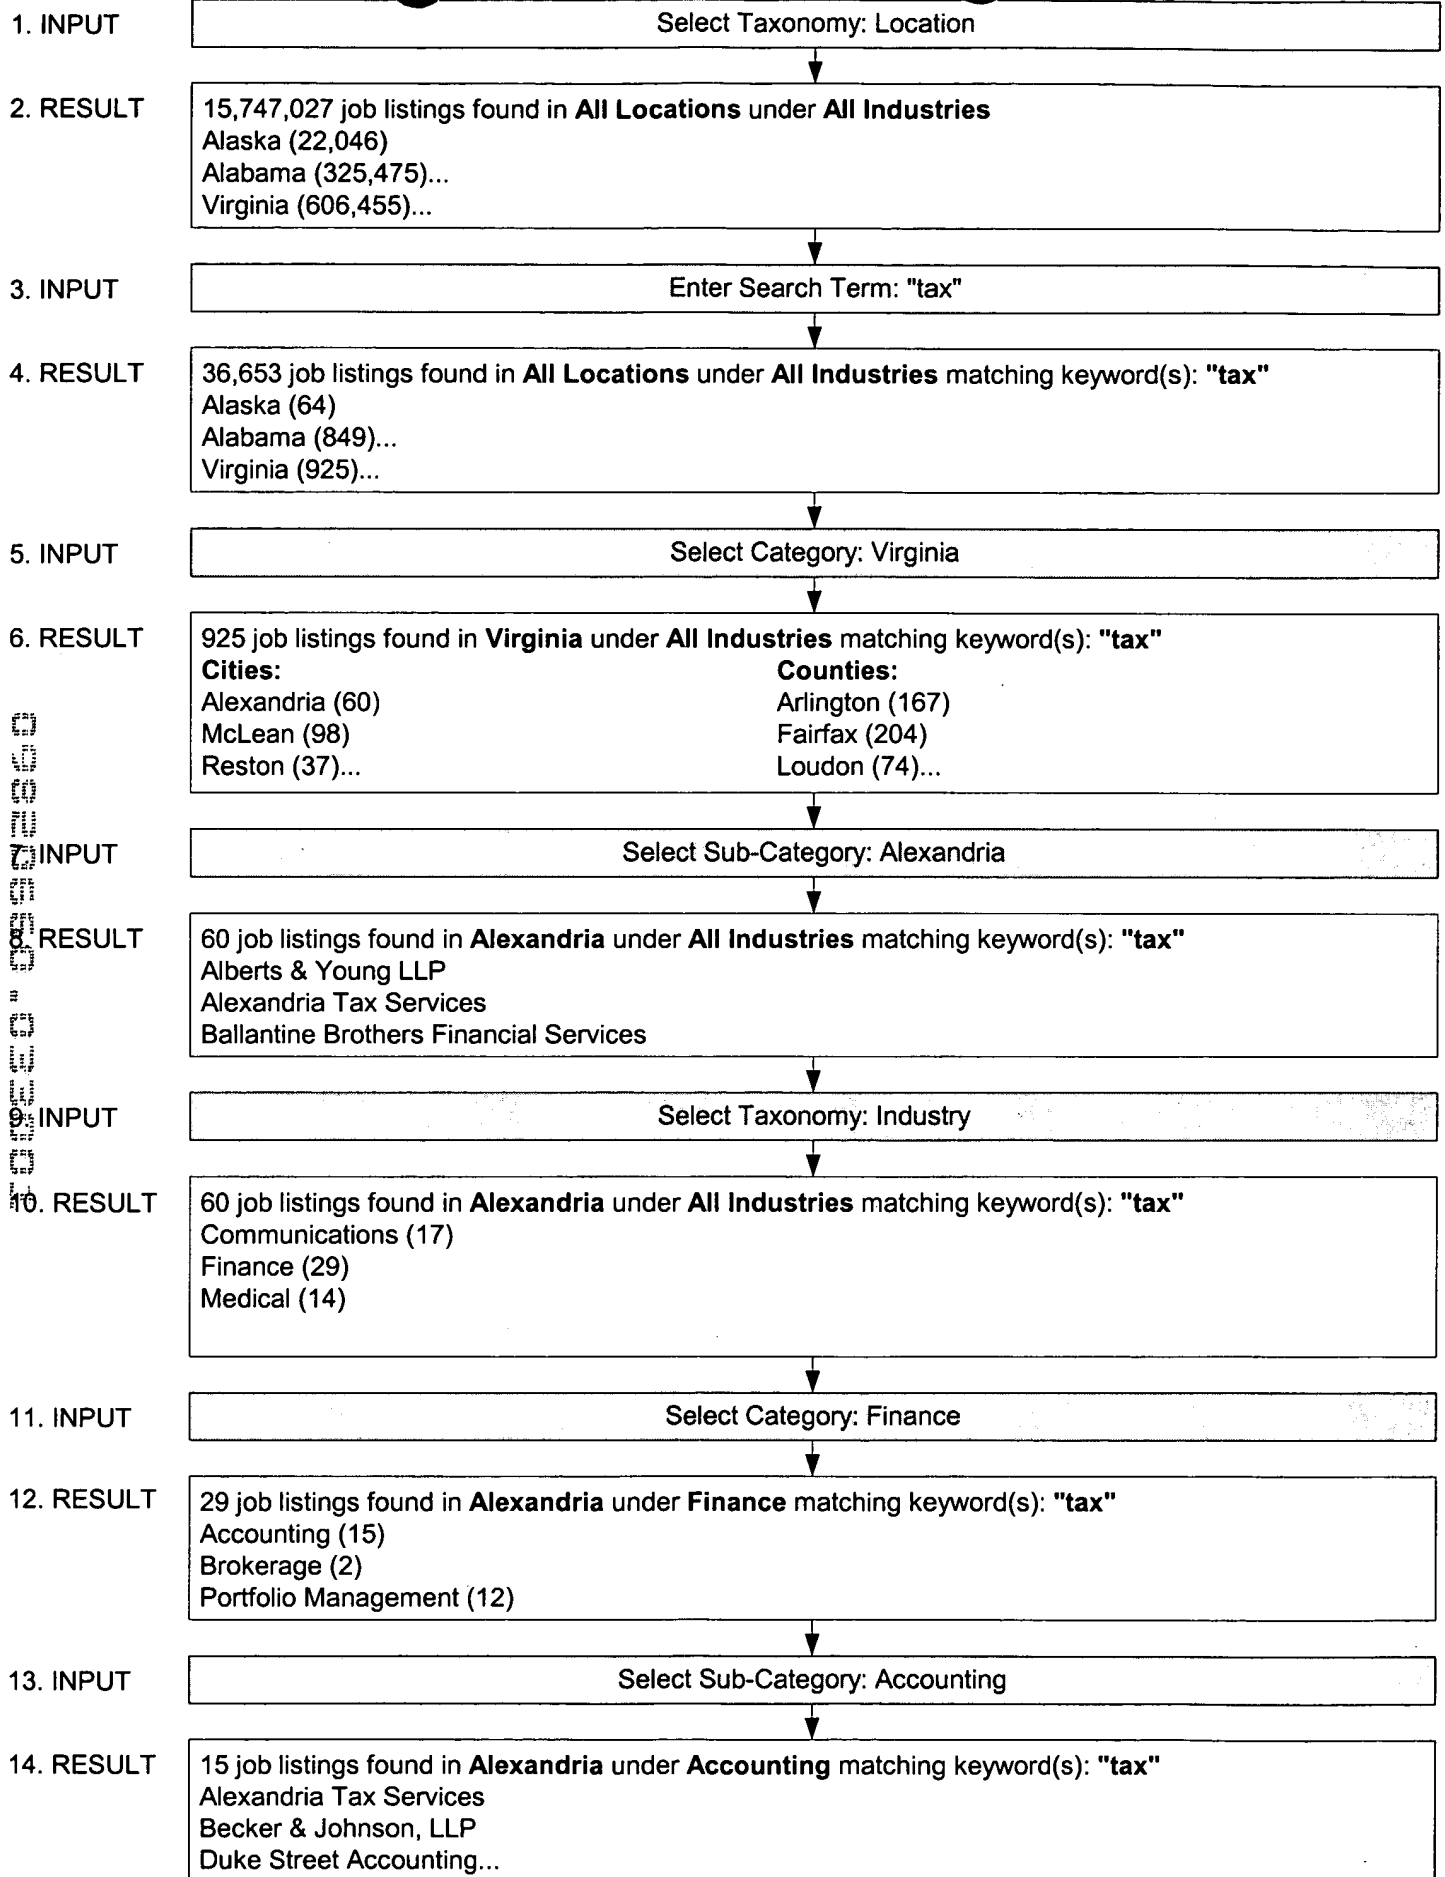 1. INPUT
Select Taxonomy: Location
2. RESULT
15,747,027 job listings found in All Locations under All Industries
Alaska (22,046)
Alabama (325,475)...
Virginia (606,455)...
3. INPUT
Enter Search Term: "tax"
4. RESULT
36,653 job listings found in All Locations under All Industries matching keyword(s): "tax"
Alaska (64)
Alabama (849)...
Virginia (925)...
5. INPUT
Select Category: Virginia
6. RESULT
925 job listings found in Virginia under All Industries matching keyword(s): "tax"
Cities: Counties:
Alexandria (60) Arlington (167)
McLean (98) Fairfax (204)
Reston (37)... Loudon (74)...
7. INPUT
Select Sub-Category: Alexandria
8. RESULT
60 job listings found in Alexandria under All Industries matching keyword(s): "tax"
Alberts & Young LLP
Alexandria Tax Services
Ballantine Brothers Financial Services
9. INPUT
Select Taxonomy: Industry
10. RESULT
60 job listings found in Alexandria under All Industries matching keyword(s): "tax"
Communications (17)
Finance (29)
Medical (14)
11. INPUT
Select Category: Finance
12. RESULT
29 job listings found in Alexandria under Finance matching keyword(s): "tax"
Accounting (15)
Brokerage (2)
Portfolio Management (12)
13. INPUT
Select Sub-Category: Accounting
14. RESULT
15 job listings found in Alexandria under Accounting matching keyword(s): "tax"
Alexandria Tax Services
Becker & Johnson, LLP
Duke Street Accounting...